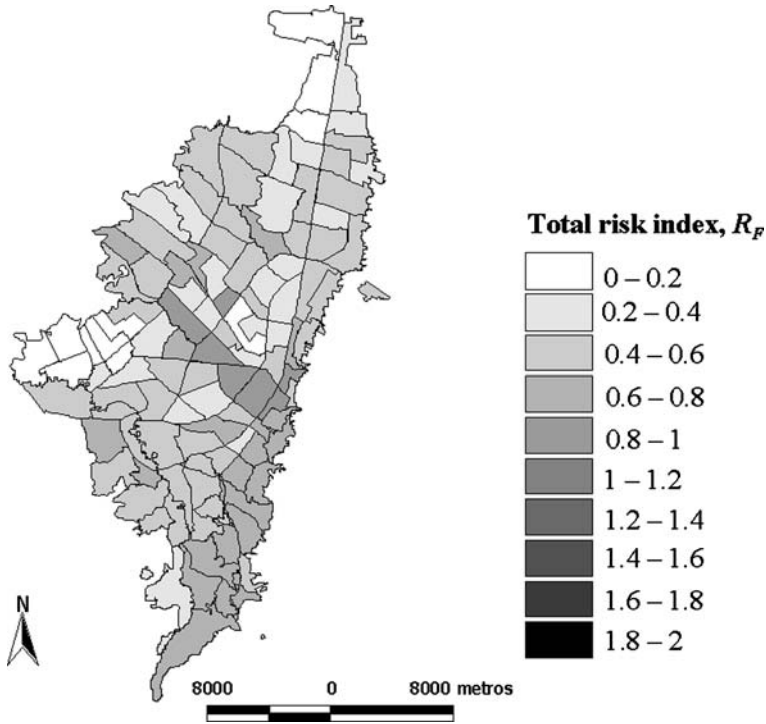 Total risk index, R_F
0 – 0.2
0.2 – 0.4
0.4 – 0.6
0.6 – 0.8
0.8 – 1
1 – 1.2
1.2 – 1.4
1.4 – 1.6
1.6 – 1.8
1.8 – 2
N
8000 0 8000 metros